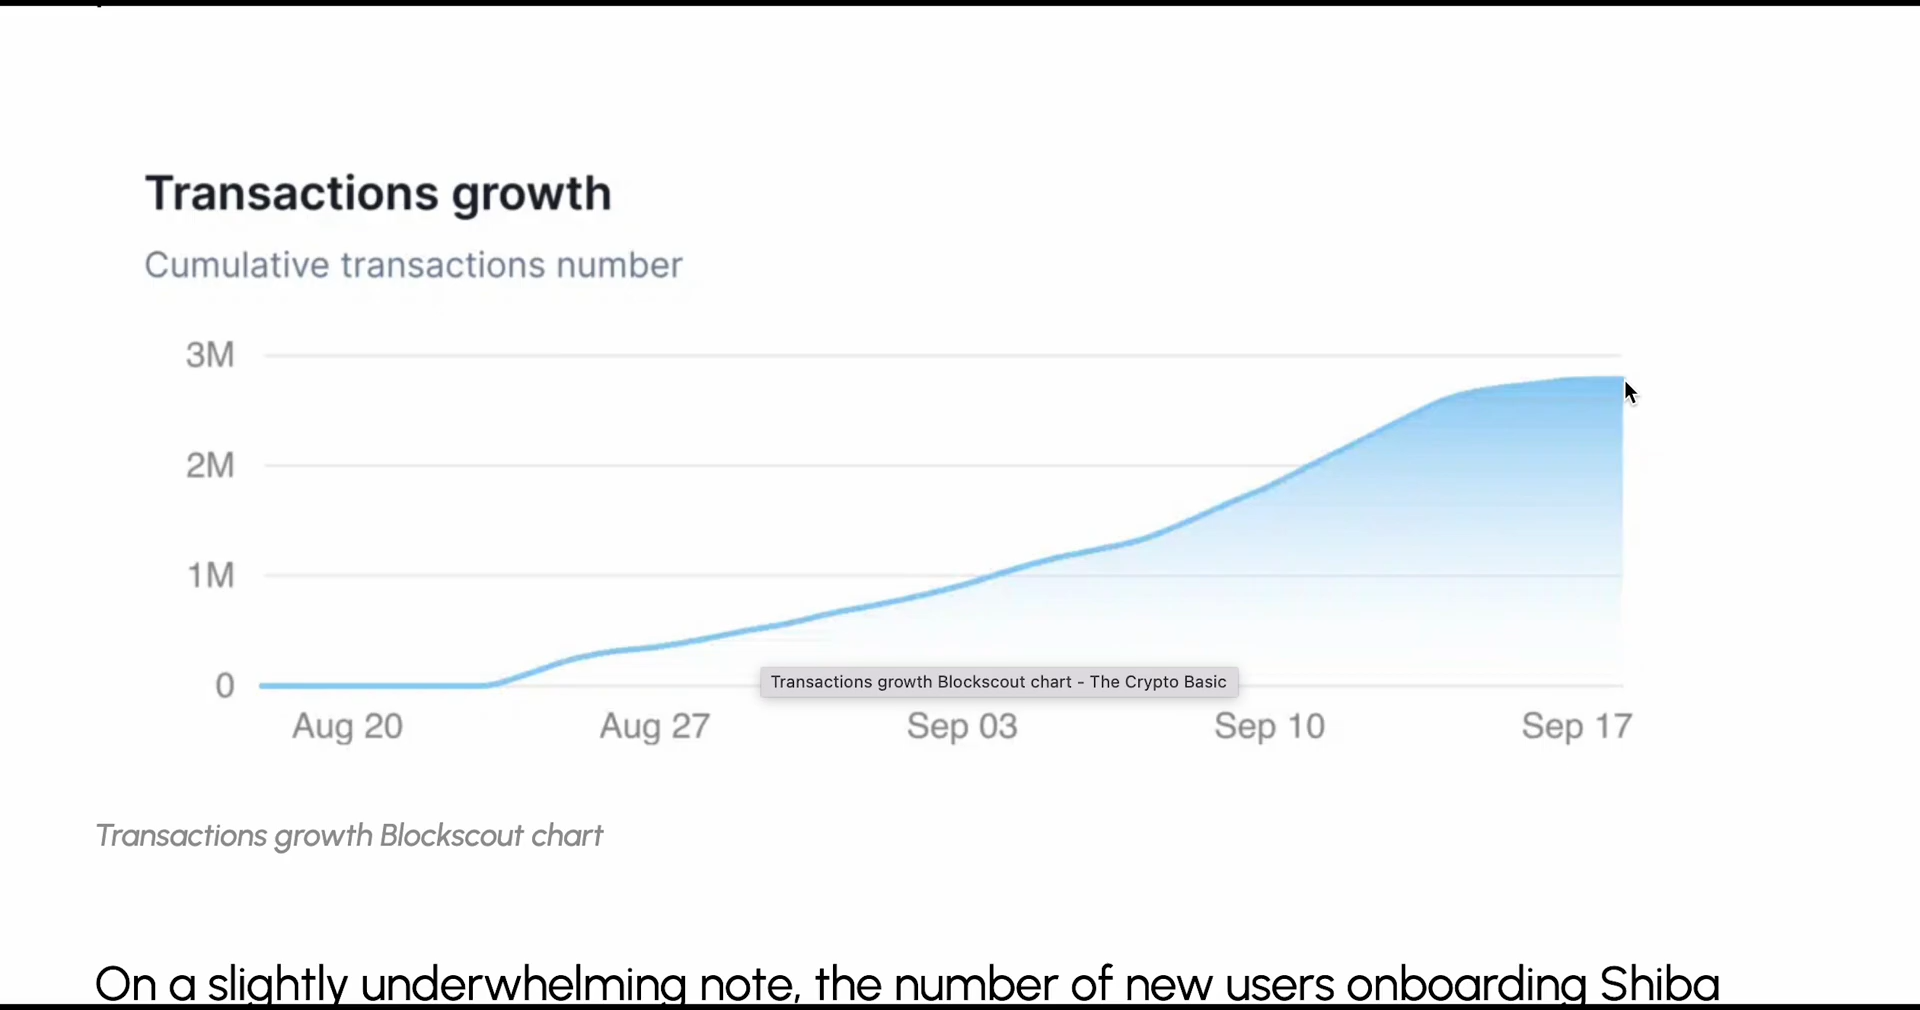 Transactions growth
Cumulative transactions number
3M
2M
1M
0
Transactions growth Blockscout chart - The Crypto Basic
Aug 20 Aug 27 Sep 03 Sep 10 Sep 17
Transactions growth Blockscout chart
On a slightly underwhelming note, the number of new users onboarding Shiba